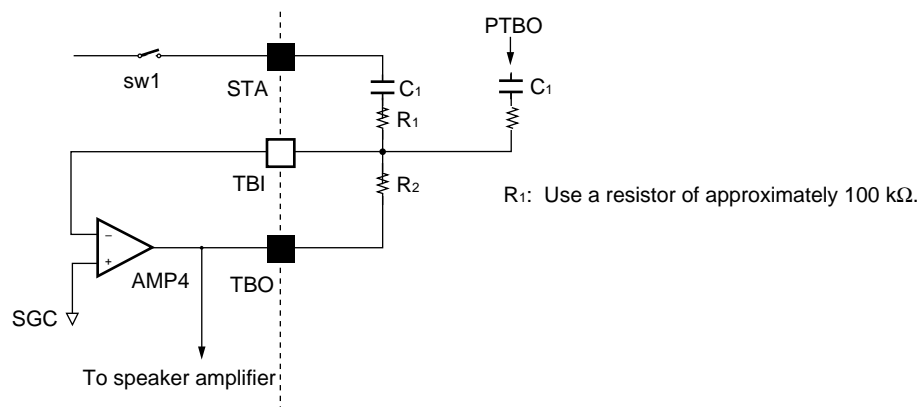 PTBO
sw1
STA
C1
C1
R1
TBI
R2
R1: Use a resistor of approximately 100 kΩ.
−
+
AMP4
TBO
SGC
To speaker amplifier